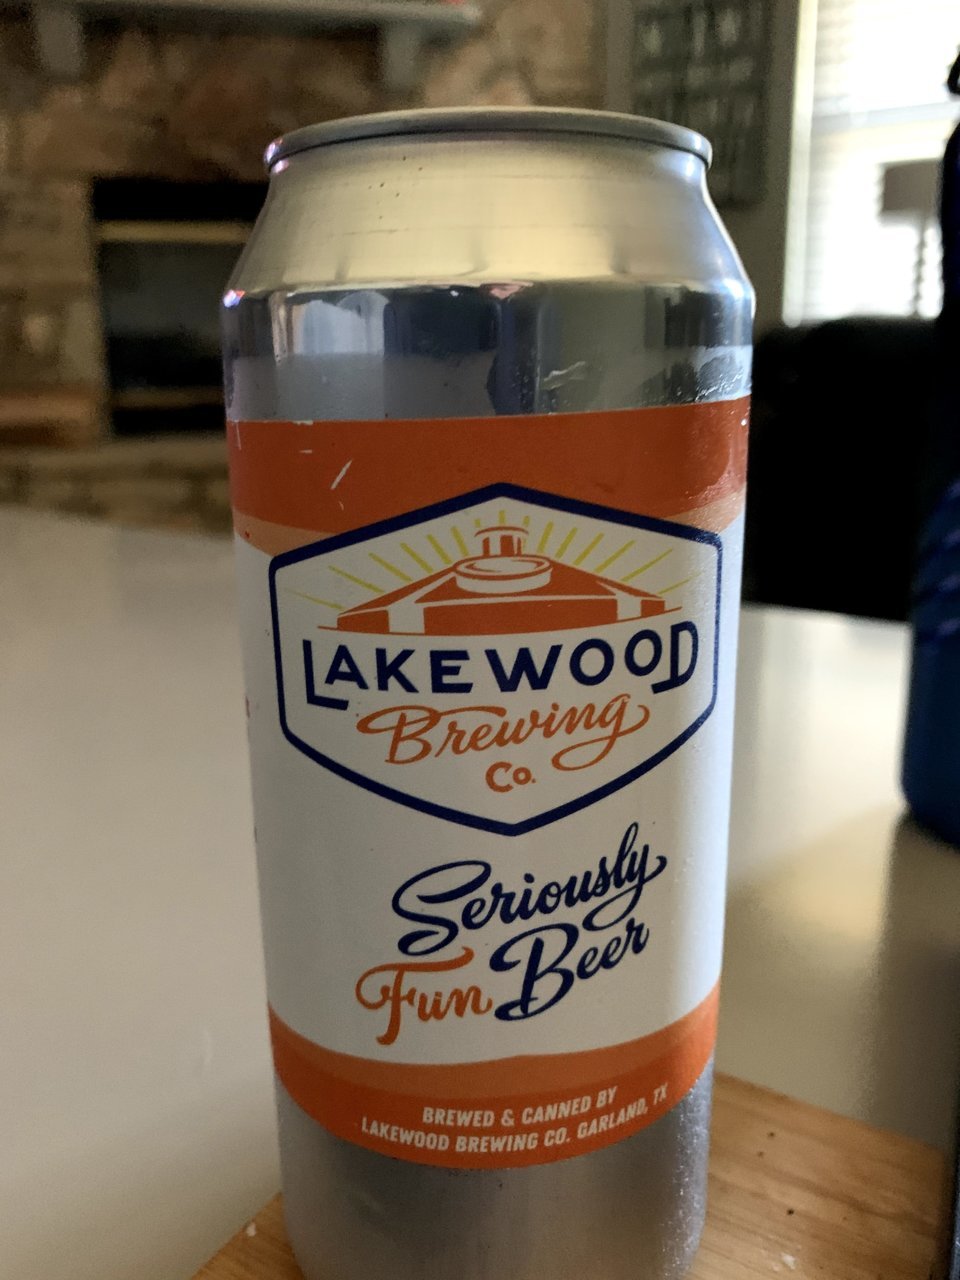 LAKEWOOD
Brewing
Co.
Seriously
Fun Beer
BREWED & CANNED BY
LAKEWOOD BREWING CO. GARLAND, TX